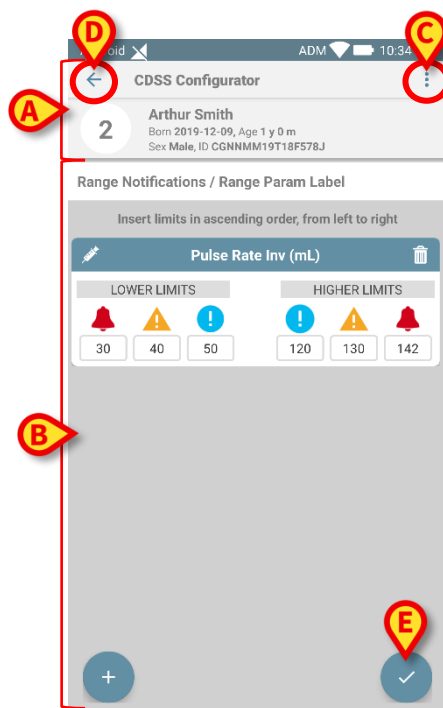 D
C
ADM 10:34
CDSS Configurator
A
2
Arthur Smith
Born 2019-12-09, Age 1 y 0 m
Sex Male, ID CGNNMM19T18F578J
Range Notifications / Range Param Label
Insert limits in ascending order, from left to right
Pulse Rate Inv (mL)
LOWER LIMITS HIGHER LIMITS
30 40 50 120 130 142
B
E
+